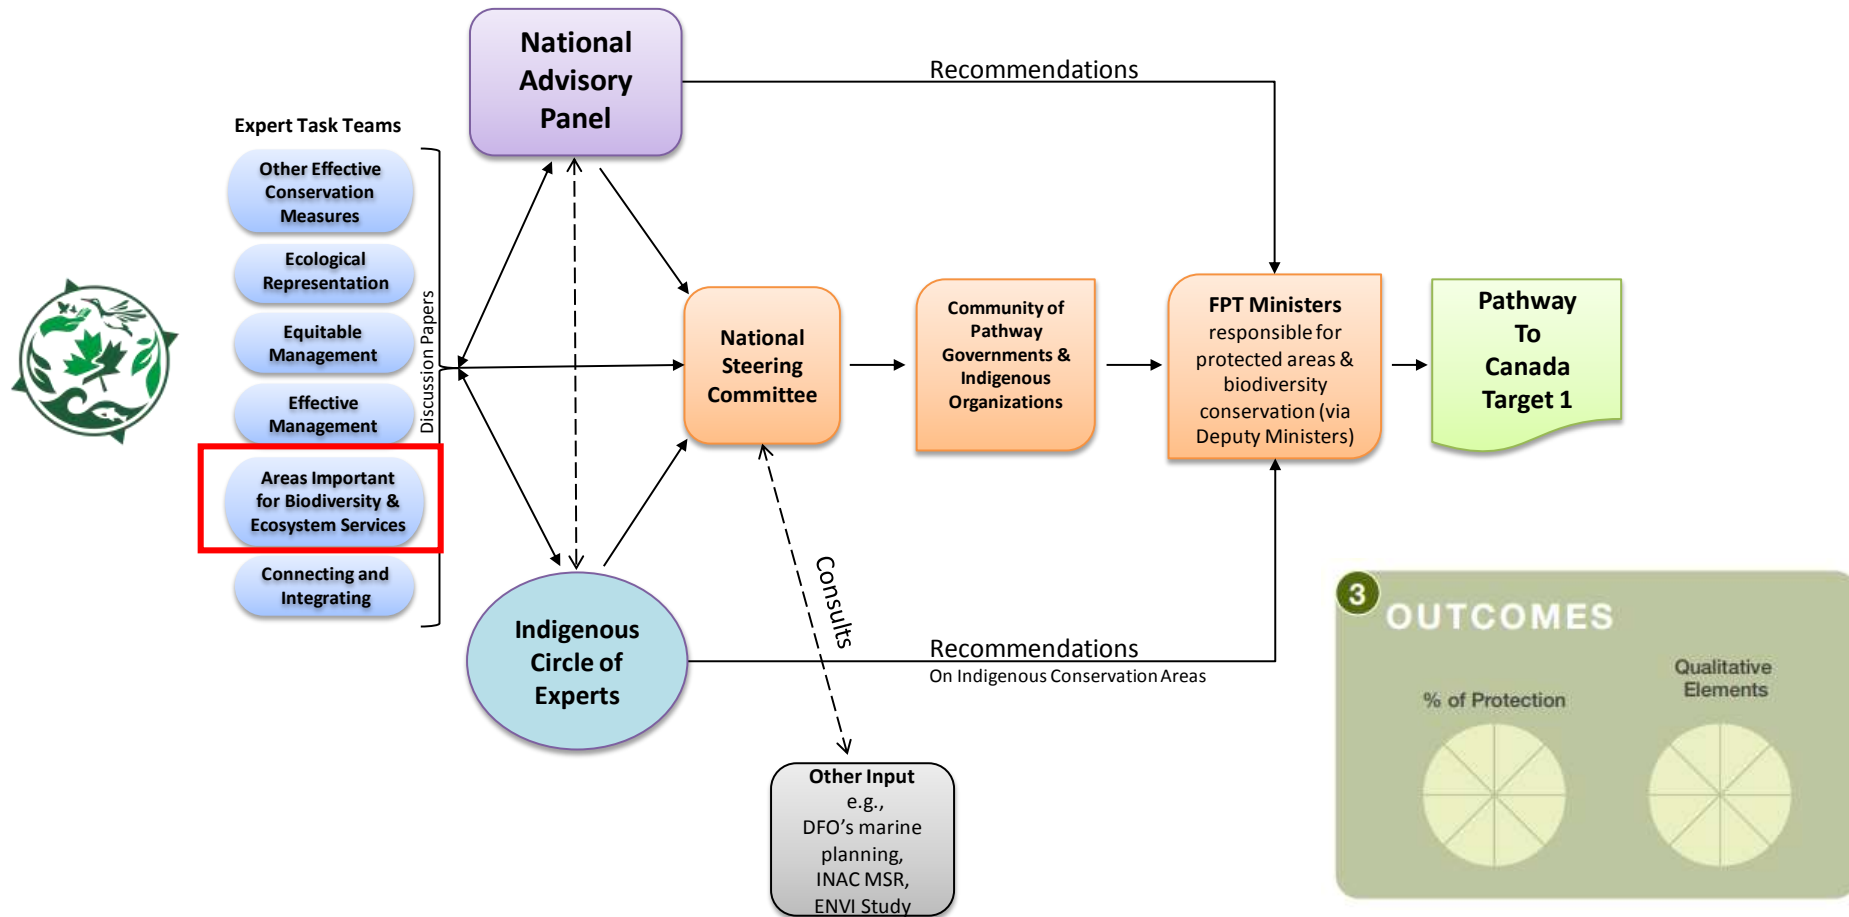 National
Advisory
Panel
Recommendations
Expert Task Teams
Other Effective
Conservation
Measures
Ecological
Representation
Equitable
Management
Effective
Management
Areas Important
for Biodiversity &
Ecosystem Services
Connecting and
Integrating
Discussion Papers
National
Steering
Committee
Community of
Pathway
Governments &
Indigenous
Organizations
FPT Ministers
responsible for
protected areas &
biodiversity
conservation (via
Deputy Ministers)
Pathway
To
Canada
Target 1
Indigenous
Circle of
Experts
Consults
Recommendations
On Indigenous Conservation Areas
Other Input
e.g.,
DFO’s marine
planning,
INAC MSR,
ENVI Study
3
OUTCOMES
% of Protection
Qualitative
Elements